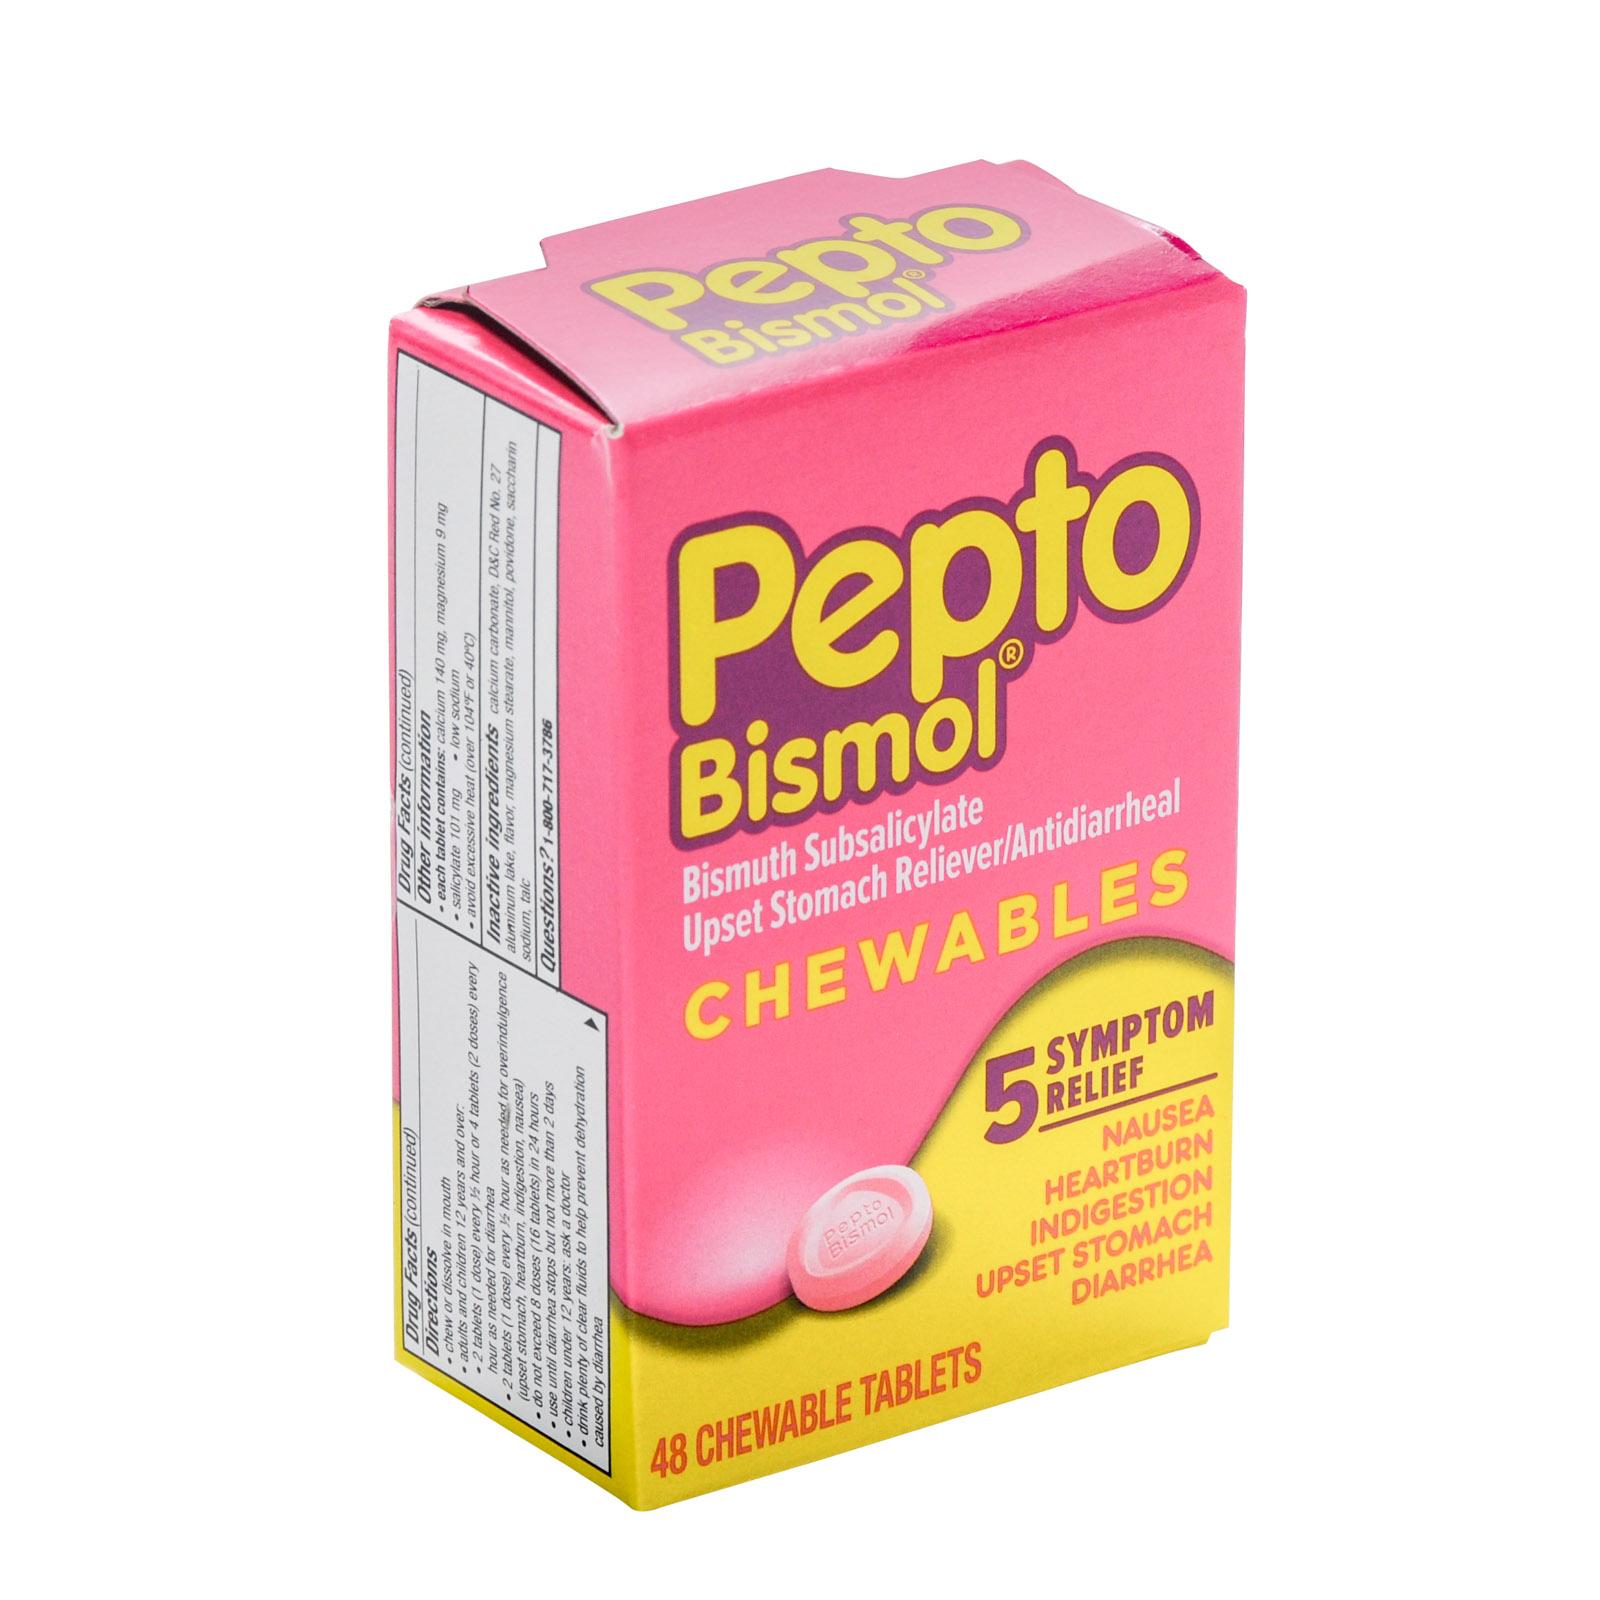 Pepto
Bismol®
Pepto
Bismol®
Bismuth Subsalicylate
Upset Stomach Reliever/Antidiarrheal
CHEWABLES
5 SYMPTOM
RELIEF
NAUSEA
HEARTBURN
INDIGESTION
UPSET STOMACH
DIARRHEA
Pepto
Bismol
48 CHEWABLE TABLETS
Drug Facts (continued)
Directions
• chew or dissolve in mouth
• adults and children 12 years and over:
• 2 tablets (1 dose) every ½ hour or 4 tablets (2 doses) every
hour as needed for diarrhea
• 2 tablets (1 dose) every ½ hour as needed for overindulgence
(upset stomach, heartburn, indigestion, nausea)
• do not exceed 8 doses (16 tablets) in 24 hours
• use until diarrhea stops but not more than 2 days
• children under 12 years: ask a doctor
• drink plenty of clear fluids to help prevent dehydration
caused by diarrhea
Drug Facts (continued)
Other information
• each tablet contains: calcium 140 mg, magnesium 9 mg
• salicylate 101 mg • low sodium
• avoid excessive heat (over 104ºF or 40ºC)
Inactive ingredients calcium carbonate, D&C Red No. 27
aluminum lake, flavor, magnesium stearate, mannitol, povidone, saccharin
sodium, talc
Questions? 1-800-717-3786